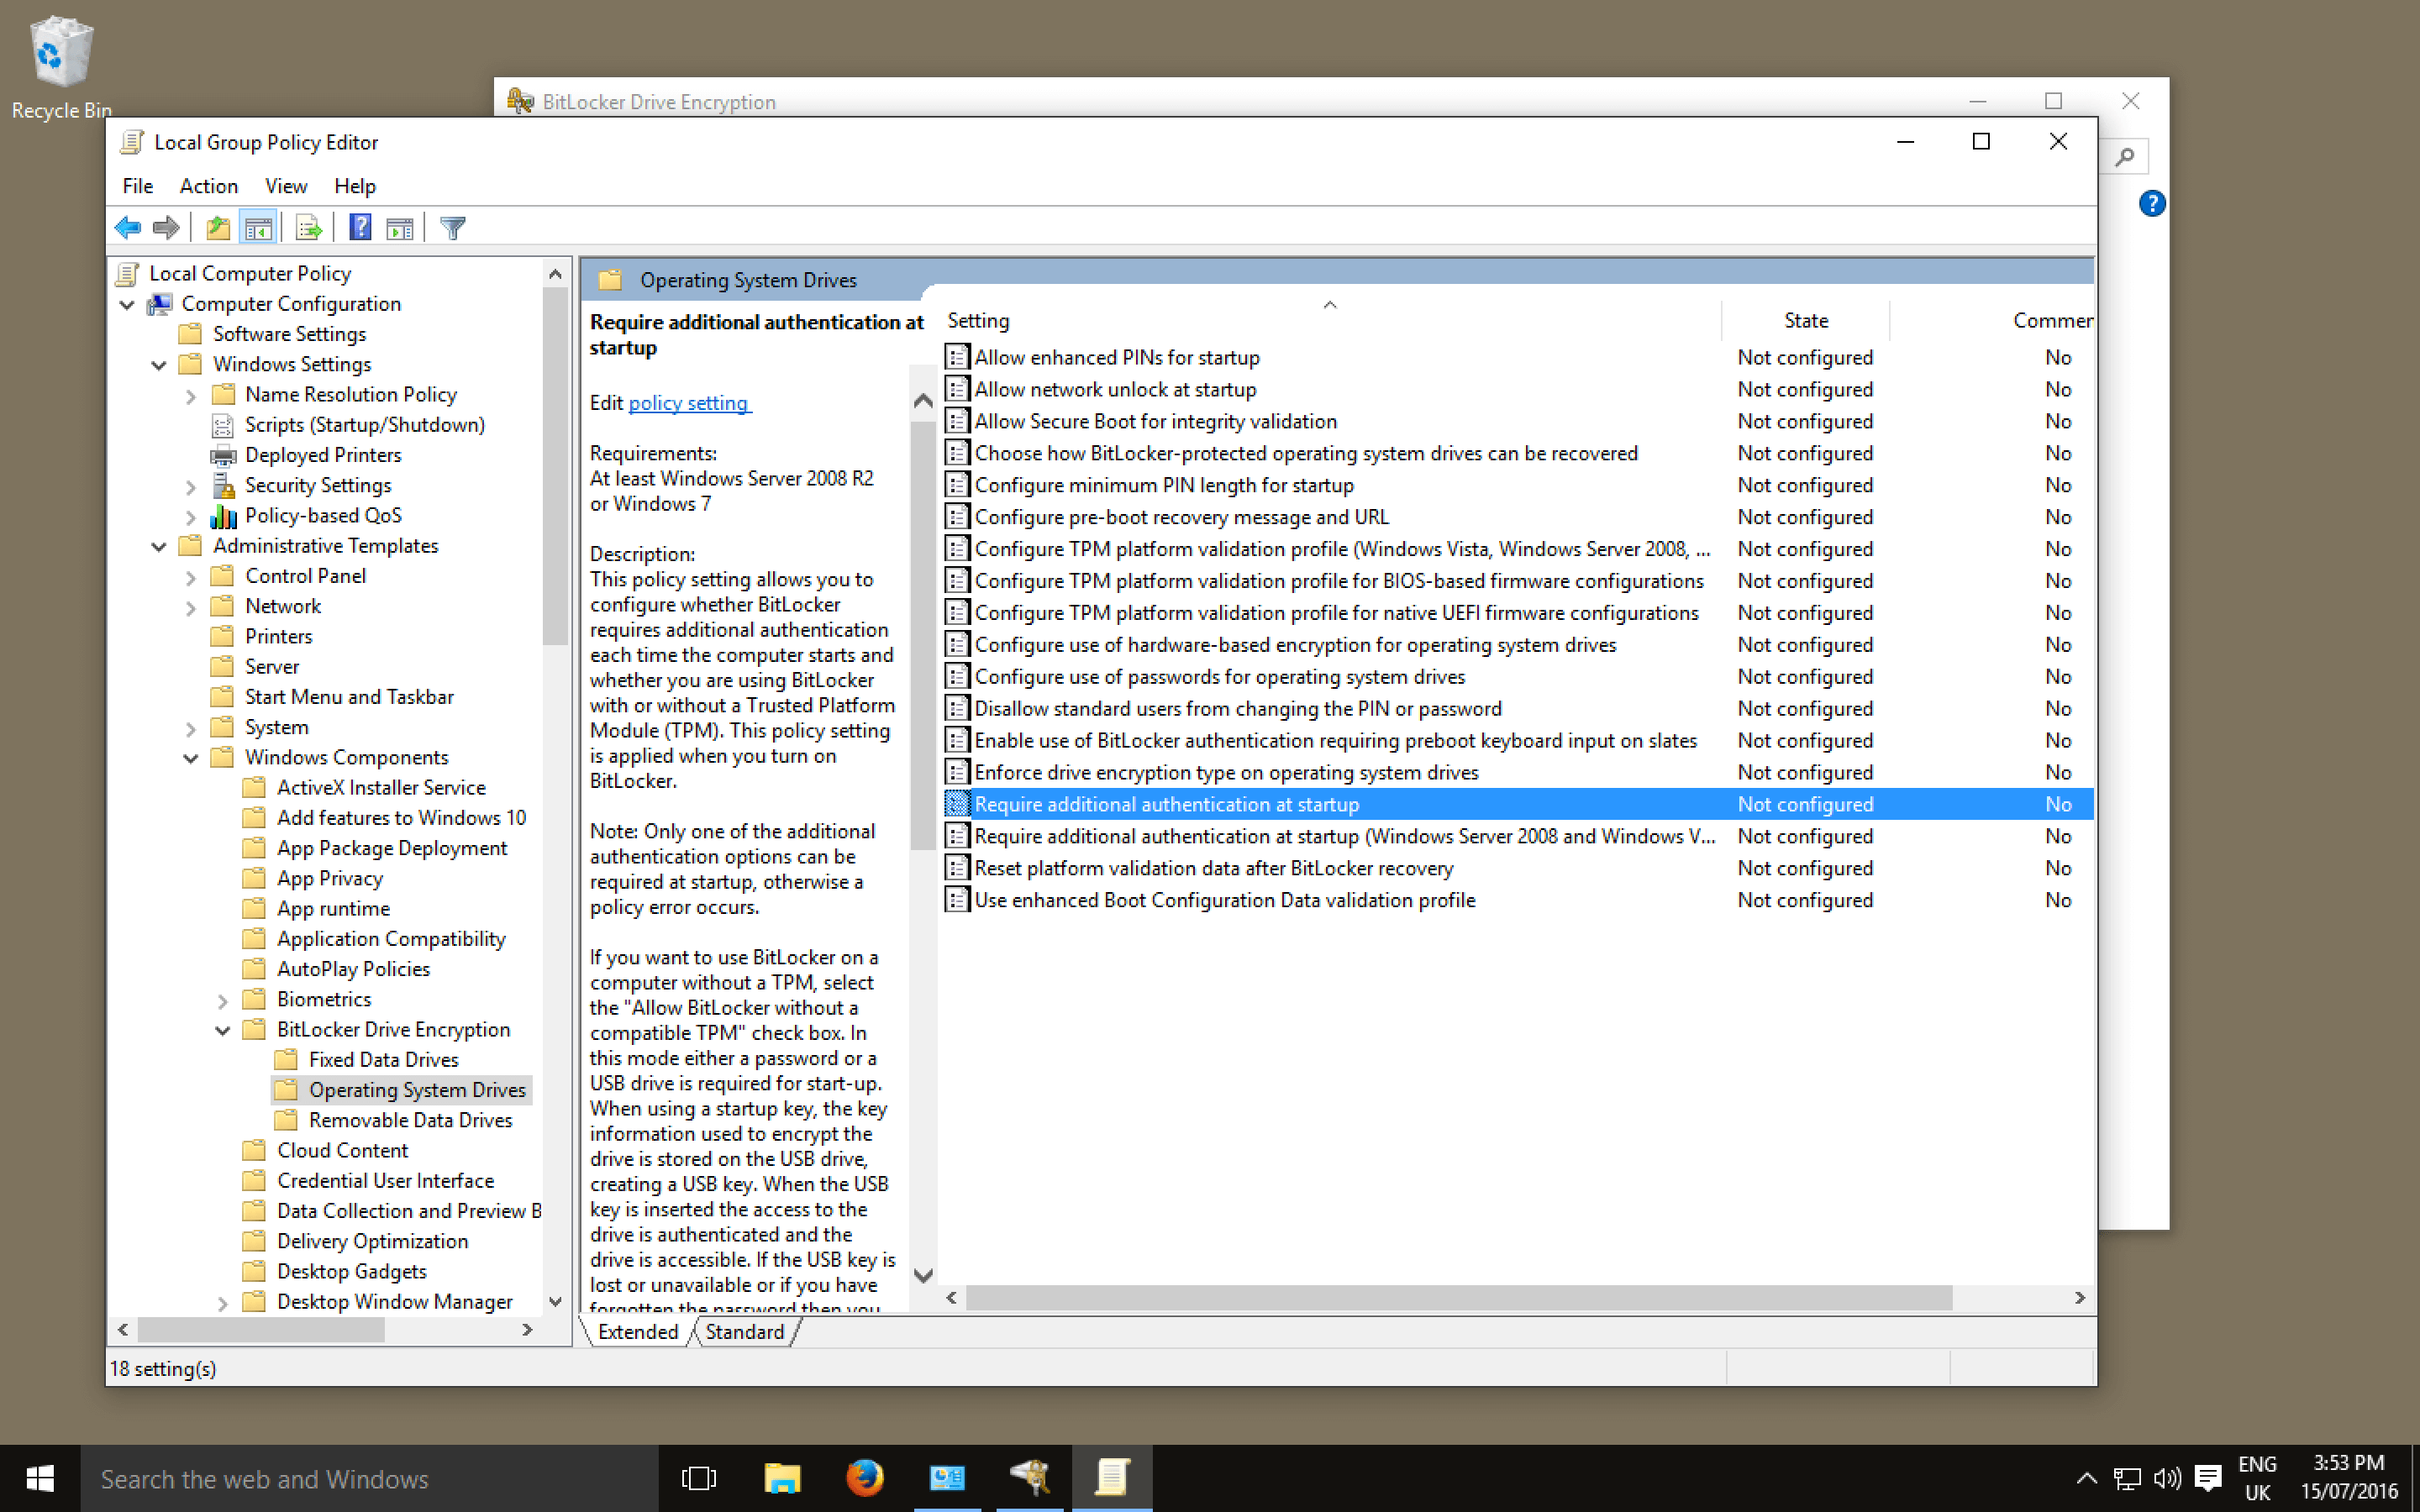 Recycle Bin
BitLocker Drive Encryption
Local Group Policy Editor
File Action View Help
Local Computer Policy
Computer Configuration
Software Settings
Windows Settings
Name Resolution Policy
Scripts (Startup/Shutdown)
Deployed Printers
Security Settings
Policy-based QoS
Administrative Templates
Control Panel
Network
Printers
Server
Start Menu and Taskbar
System
Windows Components
ActiveX Installer Service
Add features to Windows 10
App Package Deployment
App Privacy
App runtime
Application Compatibility
AutoPlay Policies
Biometrics
BitLocker Drive Encryption
Fixed Data Drives
Operating System Drives
Removable Data Drives
Cloud Content
Credential User Interface
Data Collection and Preview B
Delivery Optimization
Desktop Gadgets
Desktop Window Manager
Operating System Drives
Require additional authentication at
startup
Edit policy setting
Requirements:
At least Windows Server 2008 R2
or Windows 7
Description:
This policy setting allows you to
configure whether BitLocker
requires additional authentication
each time the computer starts and
whether you are using BitLocker
with or without a Trusted Platform
Module (TPM). This policy setting
is applied when you turn on
BitLocker.
Note: Only one of the additional
authentication options can be
required at startup, otherwise a
policy error occurs.
If you want to use BitLocker on a
computer without a TPM, select
the "Allow BitLocker without a
compatible TPM" check box. In
this mode either a password or a
USB drive is required for start-up.
When using a startup key, the key
information used to encrypt the
drive is stored on the USB drive,
creating a USB key. When the USB
key is inserted the access to the
drive is authenticated and the
drive is accessible. If the USB key is
lost or unavailable or if you have
forgotten the password then you
Setting State Commen
Allow enhanced PINs for startup Not configured No
Allow network unlock at startup Not configured No
Allow Secure Boot for integrity validation Not configured No
Choose how BitLocker-protected operating system drives can be recovered Not configured No
Configure minimum PIN length for startup Not configured No
Configure pre-boot recovery message and URL Not configured No
Configure TPM platform validation profile (Windows Vista, Windows Server 2008, ... Not configured No
Configure TPM platform validation profile for BIOS-based firmware configurations Not configured No
Configure TPM platform validation profile for native UEFI firmware configurations Not configured No
Configure use of hardware-based encryption for operating system drives Not configured No
Configure use of passwords for operating system drives Not configured No
Disallow standard users from changing the PIN or password Not configured No
Enable use of BitLocker authentication requiring preboot keyboard input on slates Not configured No
Enforce drive encryption type on operating system drives Not configured No
Require additional authentication at startup Not configured No
Require additional authentication at startup (Windows Server 2008 and Windows V... Not configured No
Reset platform validation data after BitLocker recovery Not configured No
Use enhanced Boot Configuration Data validation profile Not configured No
Extended Standard
18 setting(s)
Search the web and Windows
ENG
UK
3:53 PM
15/07/2016